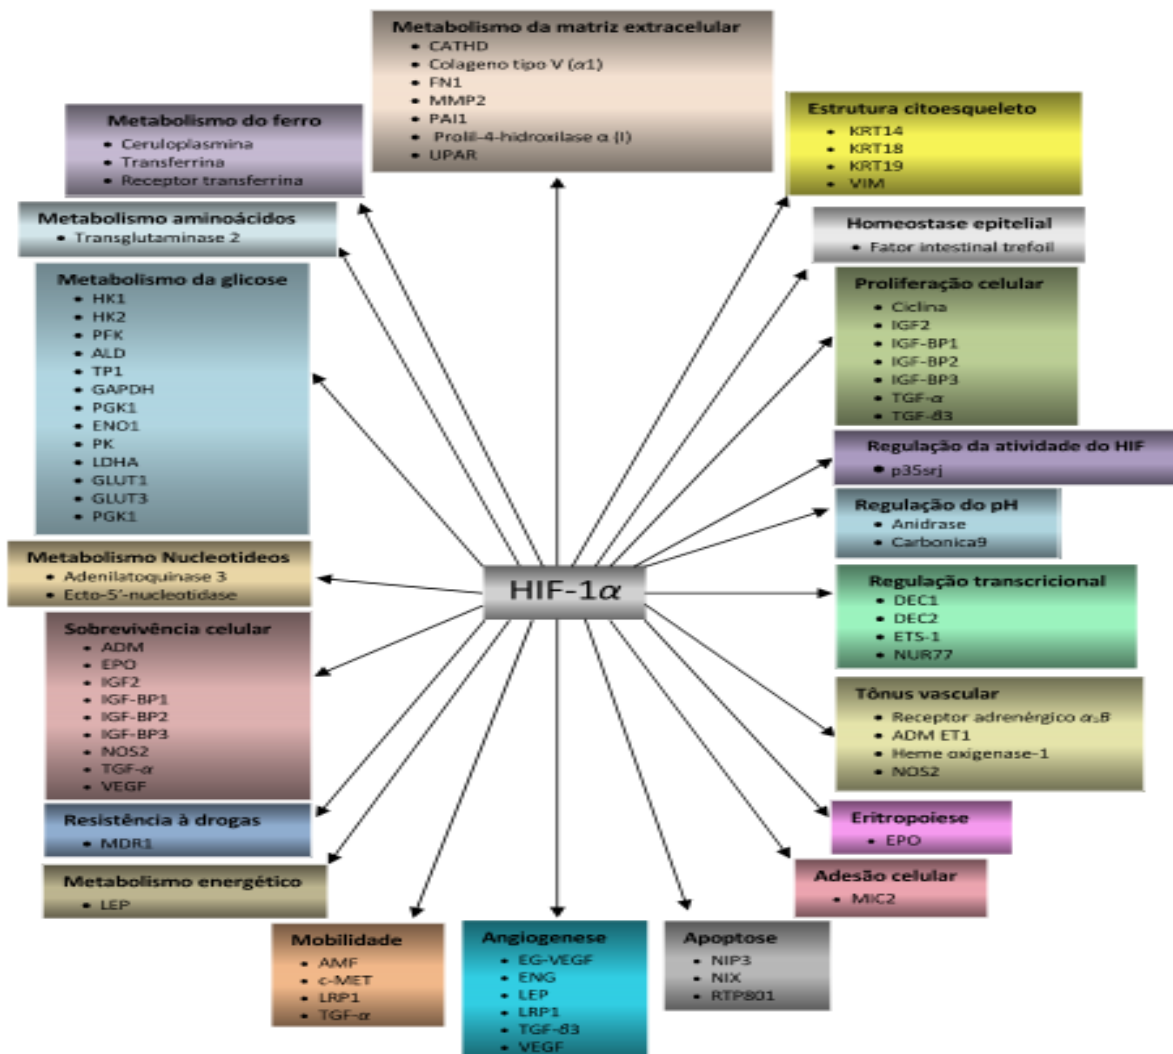 Metabolismo da matriz extracelular
• CATHD
• Colageno tipo V (α1)
• FN1
• MMP2
• PAI1
• Prolil-4-hidroxilase α (I)
• UPAR
Metabolismo do ferro
• Ceruloplasmina
• Transferrina
• Receptor transferrina
Metabolismo aminoácidos
• Transglutaminase 2
Metabolismo da glicose
• HK1
• HK2
• PFK
• ALD
• TP1
• GAPDH
• PGK1
• ENO1
• PK
• LDHA
• GLUT1
• GLUT3
• PGK1
Metabolismo Nucleotideos
• Adenilatoquinase 3
• Ecto-5'-nucleotidase
Sobrevivência celular
• ADM
• EPO
• IGF2
• IGF-BP1
• IGF-BP2
• IGF-BP3
• NOS2
• TGF-α
• VEGF
Resistência à drogas
• MDR1
Metabolismo energético
• LEP
HIF-1α
Estrutura citoesqueleto
• KRT14
• KRT18
• KRT19
• VIM
Homeostase epitelial
• Fator intestinal trefoil
Proliferação celular
• Ciclina
• IGF2
• IGF-BP1
• IGF-BP2
• IGF-BP3
• TGF-α
• TGF-β3
Regulação da atividade do HIF
• p35srj
Regulação do pH
• Anidrase
• Carbonica9
Regulação transcricional
• DEC1
• DEC2
• ETS-1
• NUR77
Tônus vascular
• Receptor adrenérgico
• ADM ET1
• Heme oxigenase-1
• NOS2
Eritropoiese
• EPO
Adesão celular
• MIC2
Mobilidade
• AMF
• c-MET
• LRP1
• TGF-α
Angiogenese
• EG-VEGF
• ENG
• LEP
• LRP1
• TGF-β3
• VEGF
Apoptose
• NIP3
• NIX
• RTP801